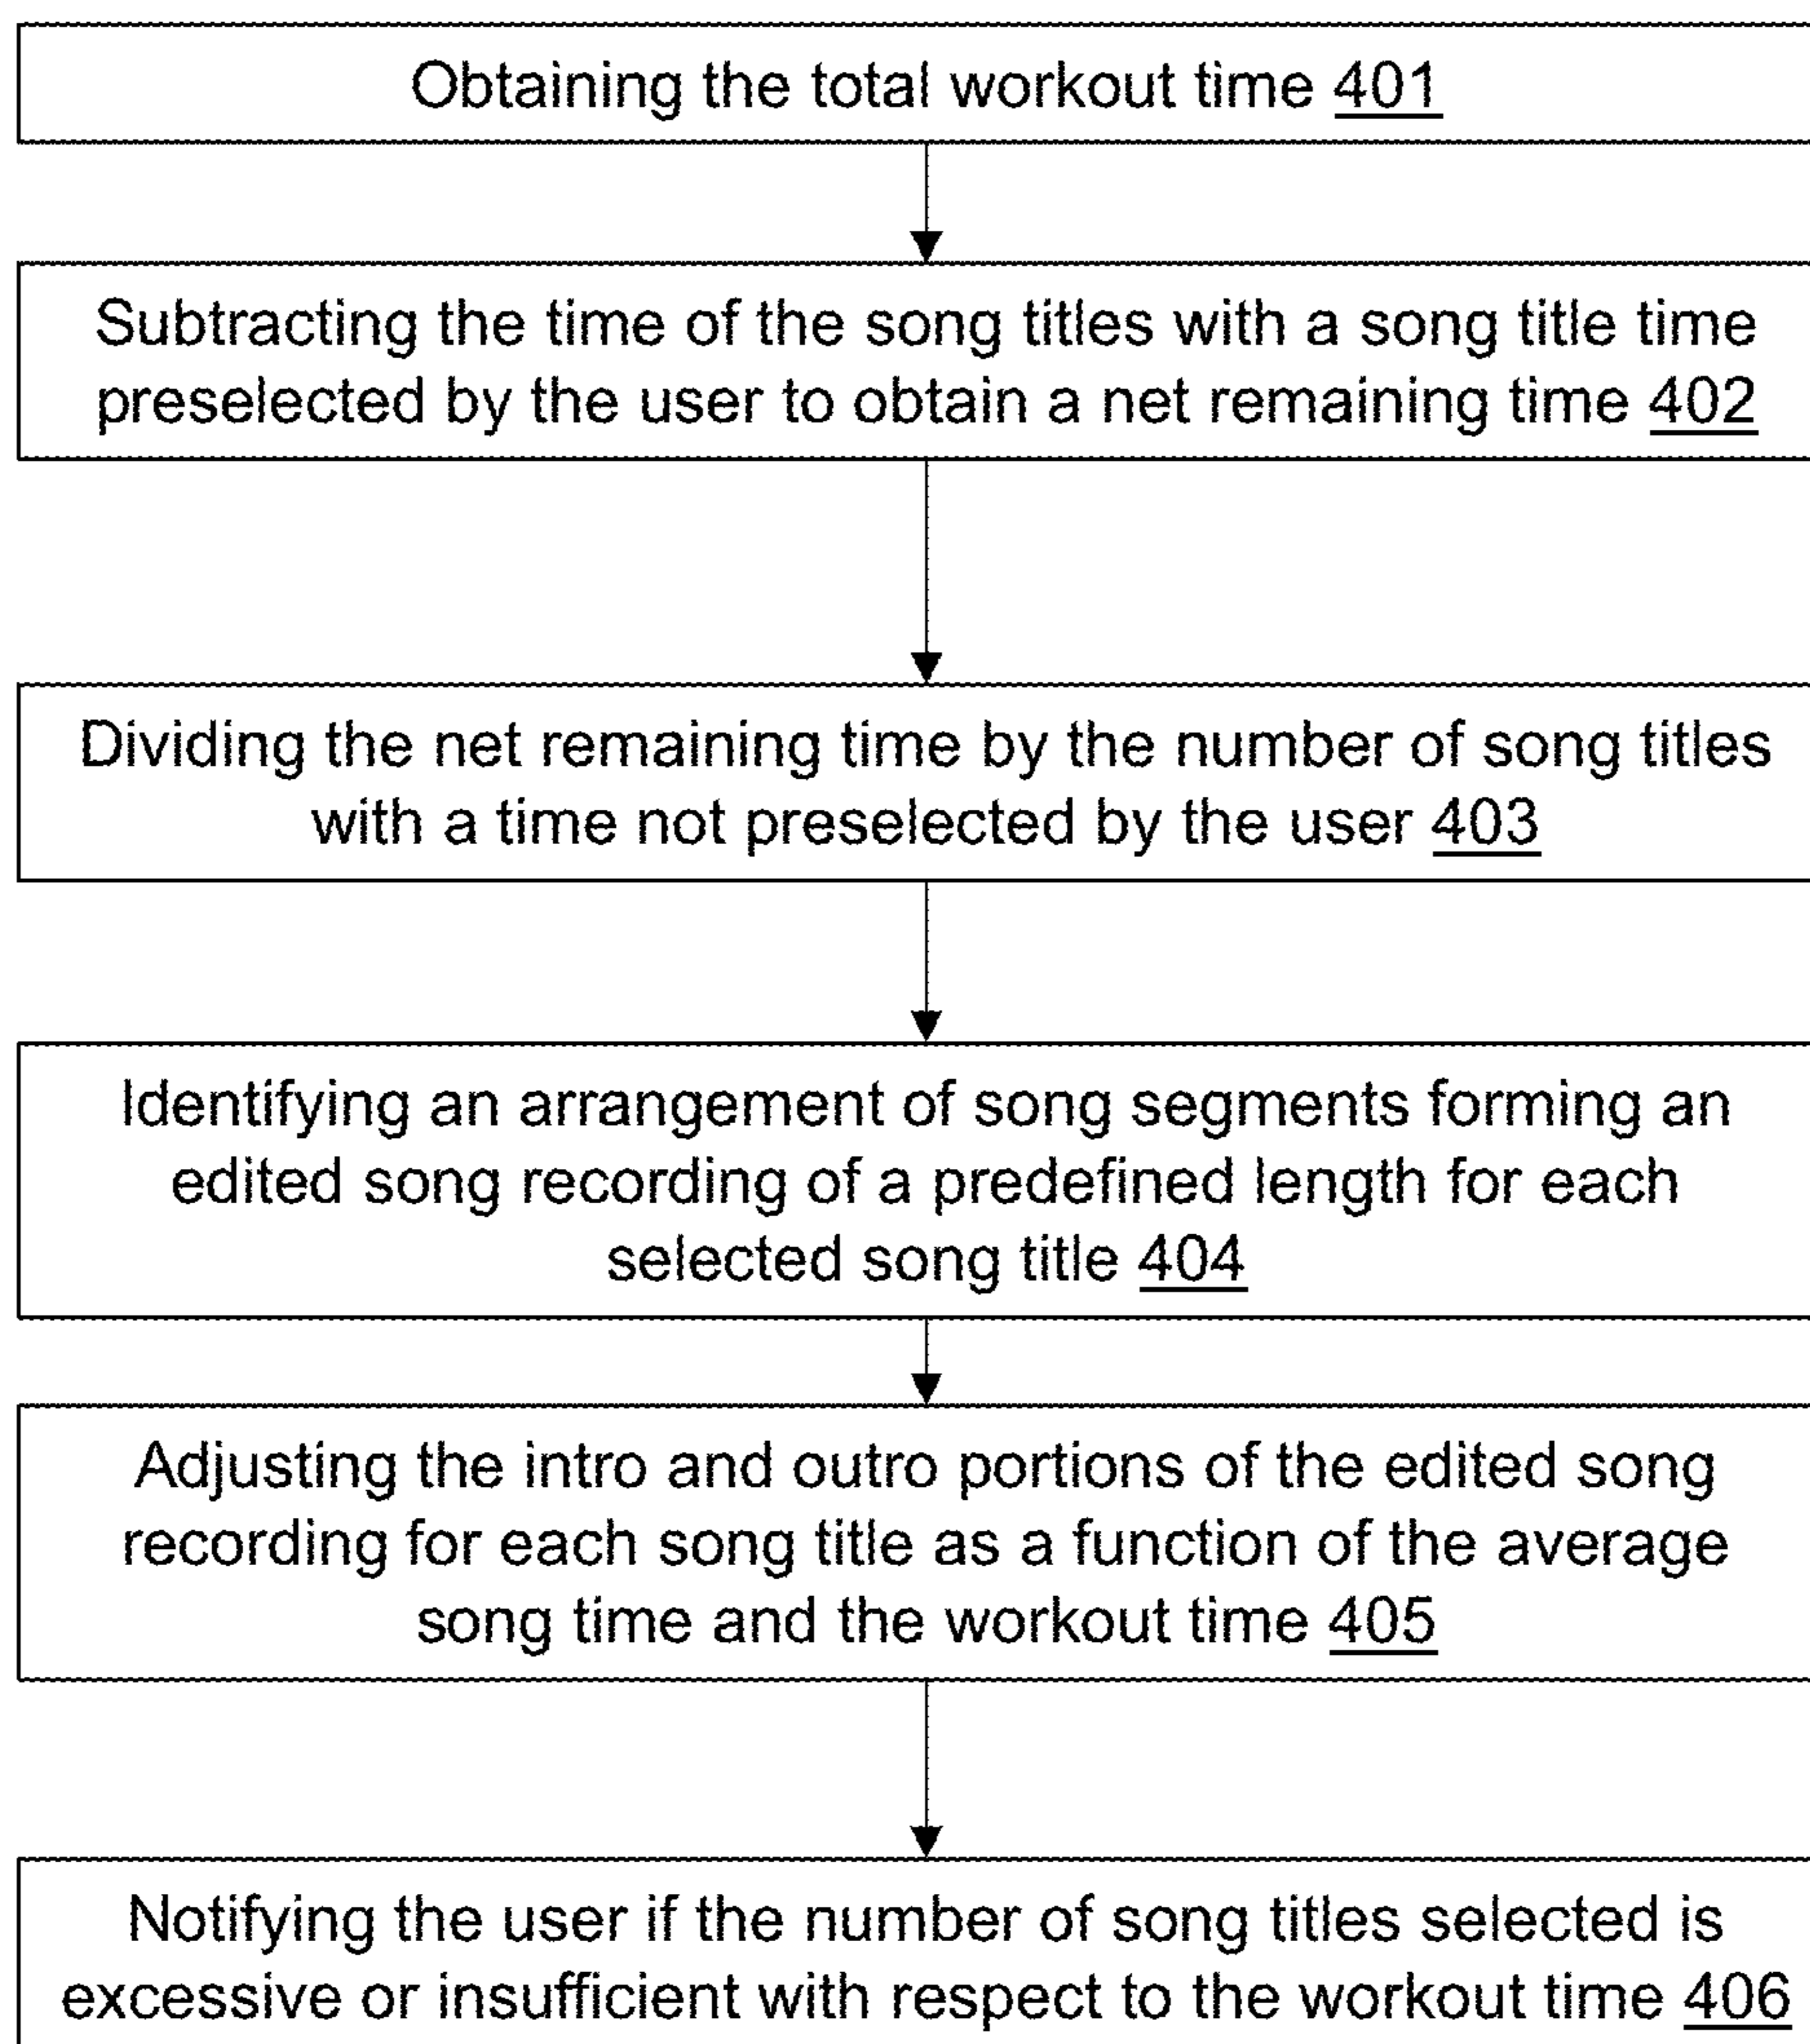 Obtaining the total workout time 401
Subtracting the time of the song titles with a song title time
preselected by the user to obtain a net remaining time 402
Dividing the net remaining time by the number of song titles
with a time not preselected by the user 403
Identifying an arrangement of song segments forming an
edited song recording of a predefined length for each
selected song title 404
Adjusting the intro and outro portions of the edited song
recording for each song title as a function of the average
song time and the workout time 405
Notifying the user if the number of song titles selected is
excessive or insufficient with respect to the workout time 406